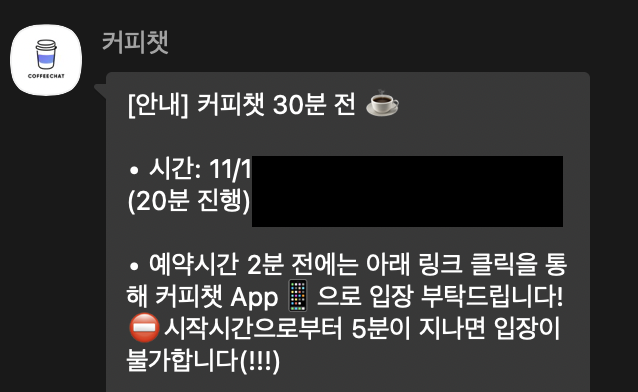 커피챗
COFFEECHAT
[안내] 커피챗 30분 전 ☕
• 시간: 11/1
(20분 진행)
• 예약시간 2분 전에는 아래 링크 클릭을 통
해 커피챗 App📱으로 입장 부탁드립니다!
⛔시작시간으로부터 5분이 지나면 입장이
불가합니다(!!!)